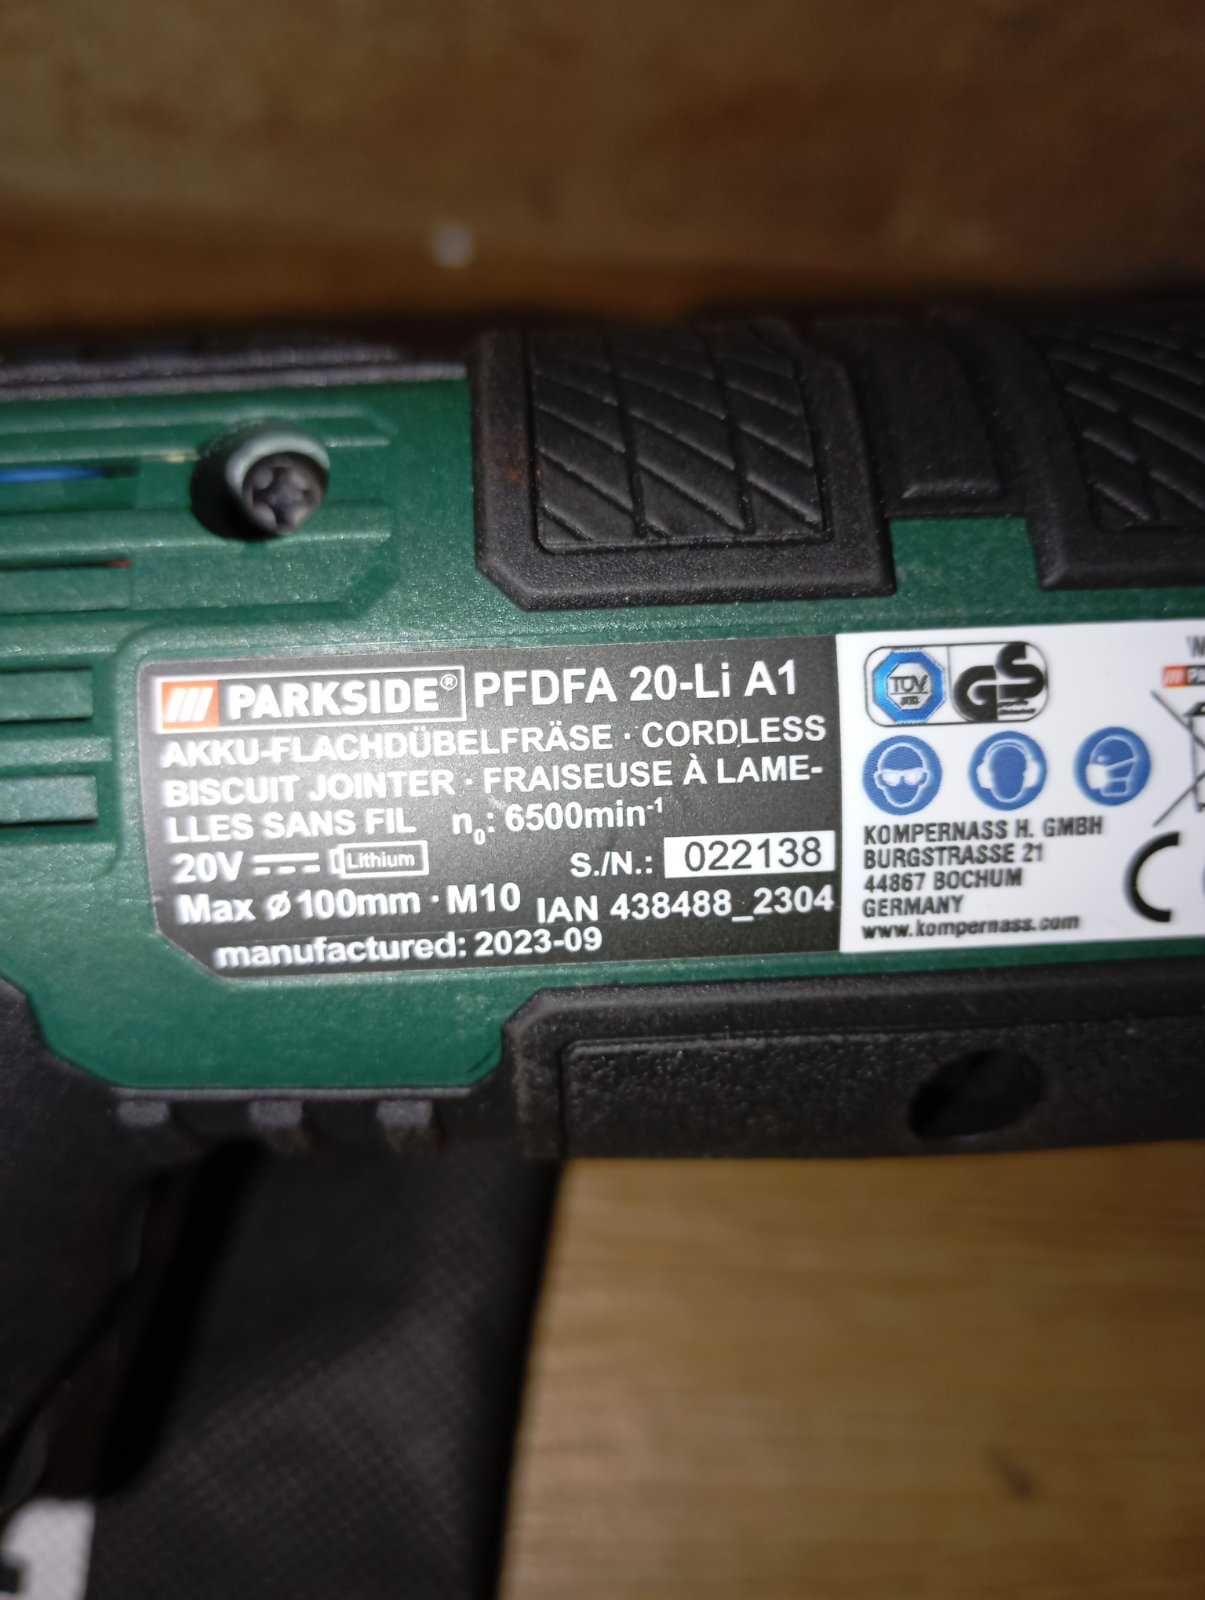 PARKSIDE® PFDFA 20-Li A1
AKKU-FLACHDÜBELFRÄSE · CORDLESS
BISCUIT JOINTER · FRAISEUSE À LAME-
LLES SANS FIL n₀: 6500min⁻¹
20V Lithium S./N.: 022138
Max ø 100mm · M10 IAN 438488_2304
manufactured: 2023-09
TÜV GS
KOMPERNASS H. GMBH
BURGSTRASSE 21
44867 BOCHUM
GERMANY
www.kompernass.com